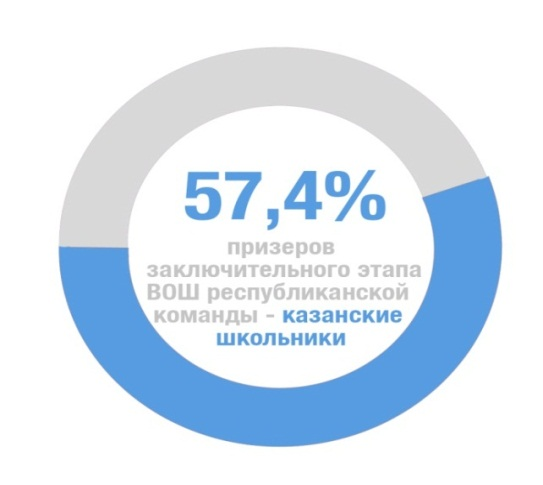 57,4%
призеров
заключительного этапа
ВОШ республиканской
команды - казанские
школьники